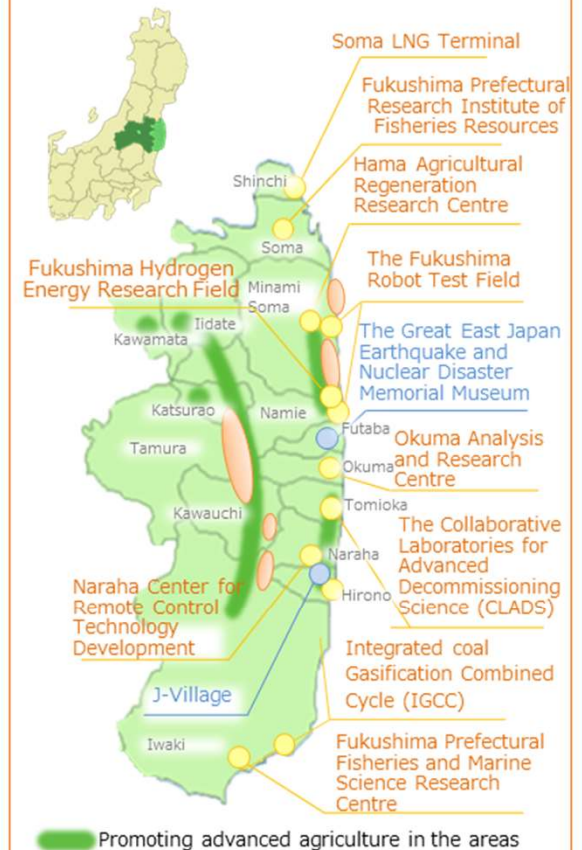 Soma LNG Terminal
Fukushima Prefectural
Research Institute of
Fisheries Resources
Shinchi
Hama Agricultural
Regeneration
Research Centre
Soma
The Fukushima
Robot Test Field
Fukushima Hydrogen
Energy Research Field
Minami
Soma
Iidate
Kawamata
The Great East Japan
Earthquake and
Nuclear Disaster
Memorial Museum
Katsurao
Namie
Futaba
Tamura
Okuma Analysis
and Research
Centre
Okuma
Tomioka
Kawauchi
The Collaborative
Laboratories for
Advanced
Decommissioning
Science (CLADS)
Naraha
Hirono
Naraha Center for
Remote Control
Technology
Development
Integrated coal
Gasification Combined
Cycle (IGCC)
J-Village
Iwaki
Fukushima Prefectural
Fisheries and Marine
Science Research
Centre
Promoting advanced agriculture in the areas